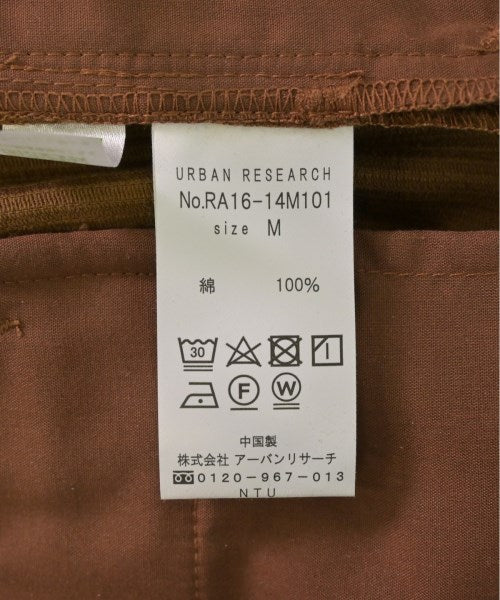 URBAN RESEARCH
No.RA16-14M101
size M
綿 100%
30
F W
中国製
株式会社 アーバンリサーチ
0120-967-013
NTU